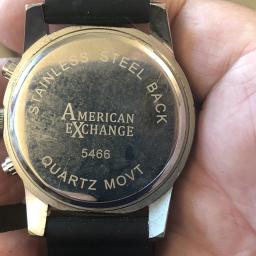 STAINLESS STEEL BACK
AMERICAN
EXCHANGE
5466
QUARTZ MOVT